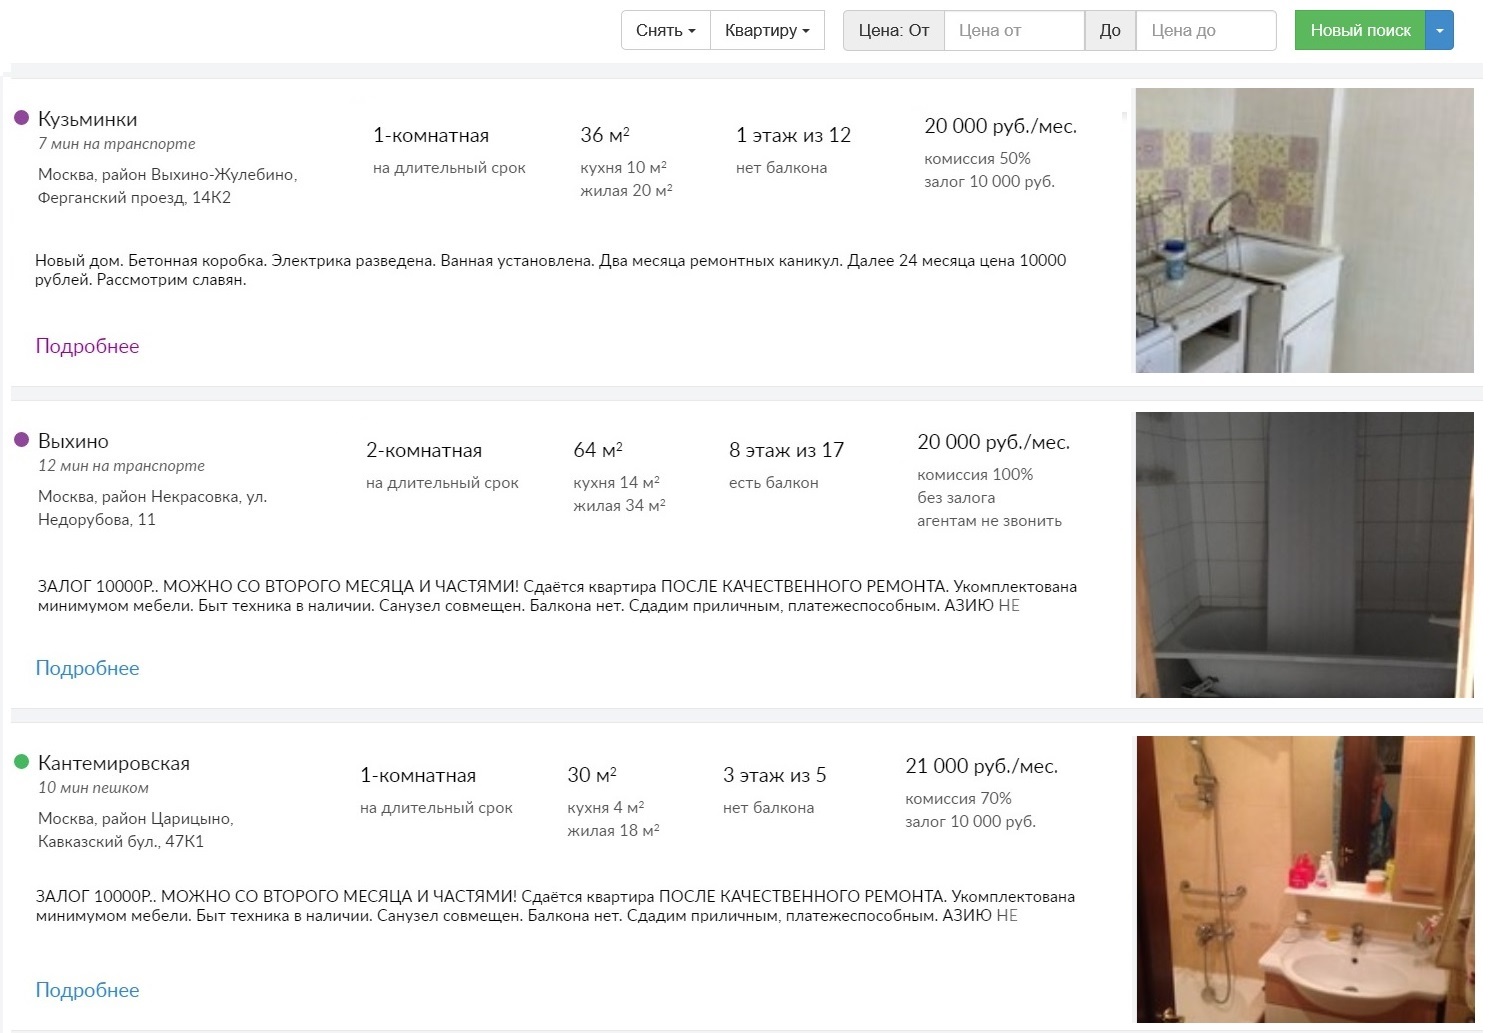 Снять Квартиру Цена: От Цена от До Цена до Новый поиск
Кузьминки
7 мин на транспорте
Москва, район Выхино-Жулебино,
Ферганский проезд, 14К2
1-комнатная
на длительный срок
36 м²
кухня 10 м²
жилая 20 м²
1 этаж из 12
нет балкона
20 000 руб./мес.
комиссия 50%
залог 10 000 руб.
Новый дом. Бетонная коробка. Электрика разведена. Ванная установлена. Два месяца ремонтных каникул. Далее 24 месяца цена 10000
рублей. Рассмотрим славян.
Подробнее
Выхино
12 мин на транспорте
Москва, район Некрасовка, ул.
Недорубова, 11
2-комнатная
на длительный срок
64 м²
кухня 14 м²
жилая 34 м²
8 этаж из 17
есть балкон
20 000 руб./мес.
комиссия 100%
без залога
агентам не звонить
ЗАЛОГ 10000Р.. МОЖНО СО ВТОРОГО МЕСЯЦА И ЧАСТЯМИ! Сдаётся квартира ПОСЛЕ КАЧЕСТВЕННОГО РЕМОНТА. Укомплектована
минимумом мебели. Быт техника в наличии. Санузел совмещен. Балкона нет. Сдадим приличным, платежеспособным. АЗИЮ НЕ
Подробнее
Кантемировская
10 мин пешком
Москва, район Царицыно,
Кавказский бул., 47К1
1-комнатная
на длительный срок
30 м²
кухня 4 м²
жилая 18 м²
3 этаж из 5
нет балкона
21 000 руб./мес.
комиссия 70%
залог 10 000 руб.
ЗАЛОГ 10000Р.. МОЖНО СО ВТОРОГО МЕСЯЦА И ЧАСТЯМИ! Сдаётся квартира ПОСЛЕ КАЧЕСТВЕННОГО РЕМОНТА. Укомплектована
минимумом мебели. Быт техника в наличии. Санузел совмещен. Балкона нет. Сдадим приличным, платежеспособным. АЗИЮ НЕ
Подробнее